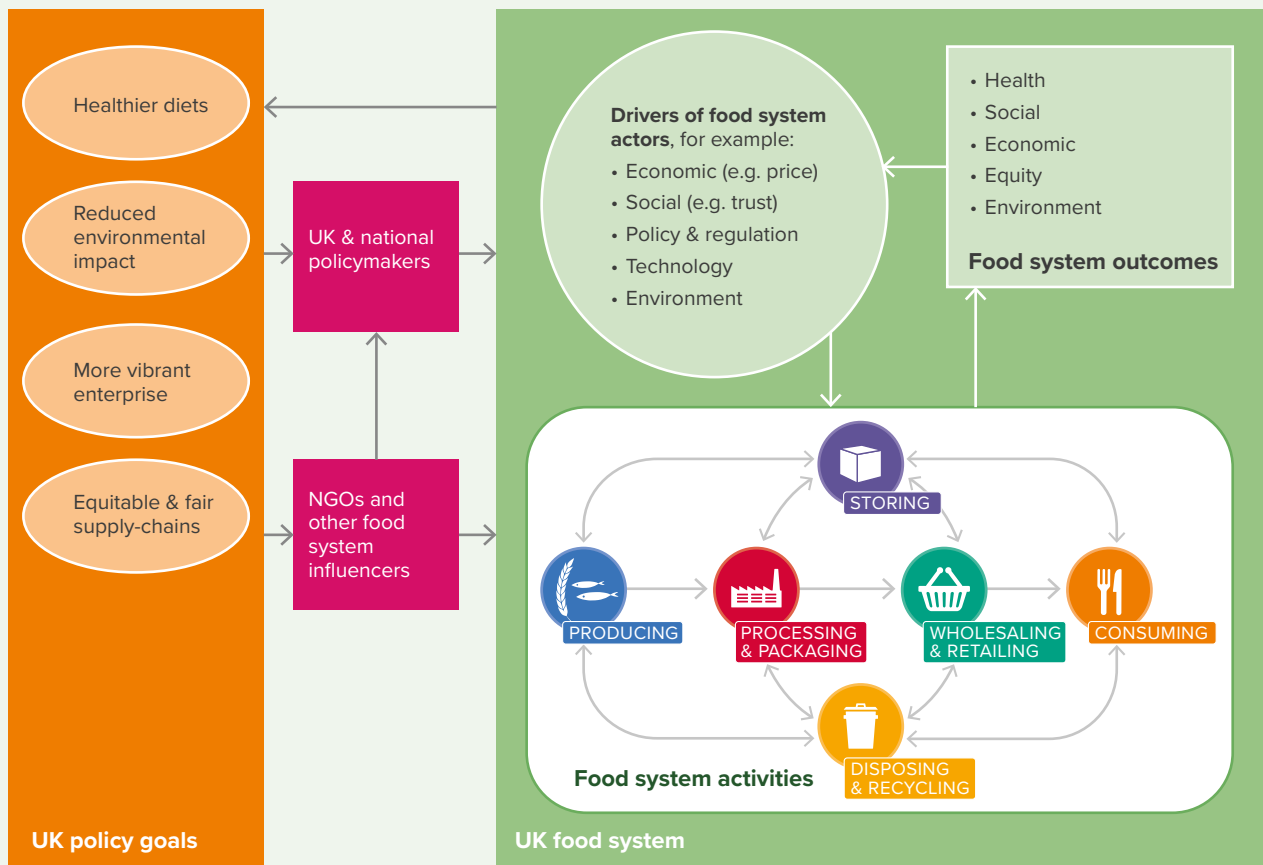 Healthier diets
Reduced
environmental
impact
More vibrant
enterprise
Equitable & fair
supply-chains
UK policy goals
UK & national
policymakers
NGOs and
other food
system
influencers
Drivers of food system
actors, for example:
• Economic (e.g. price)
• Social (e.g. trust)
• Policy & regulation
• Technology
• Environment
• Health
• Social
• Economic
• Equity
• Environment
Food system outcomes
STORING
PRODUCING
PROCESSING
& PACKAGING
WHOLESALING
& RETAILING
CONSUMING
DISPOSING
& RECYCLING
Food system activities
UK food system